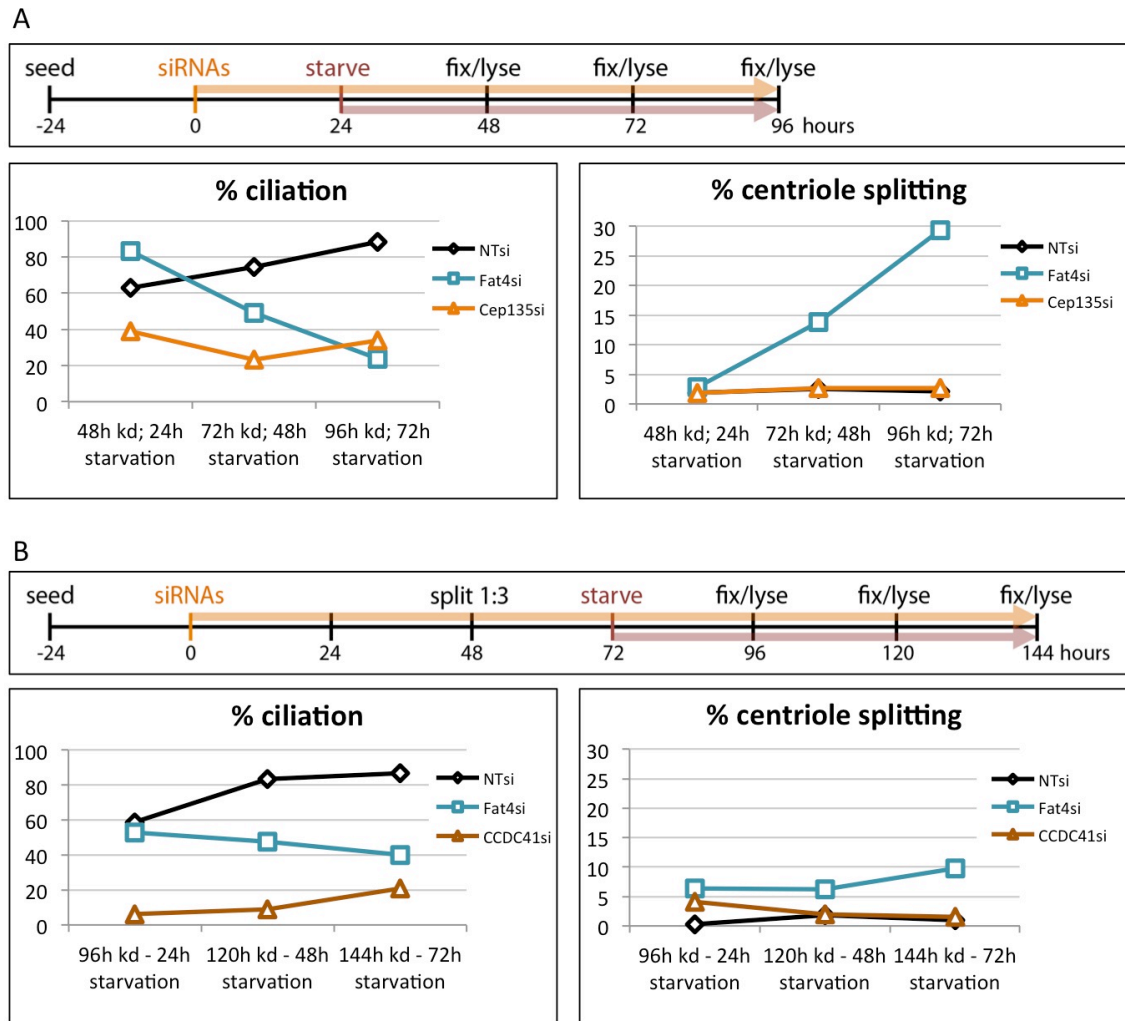 A
seed siRNAs starve fix/lyse fix/lyse fix/lyse
-24 0 24 48 72 96 hours
% ciliation
100
80
60
40
20
0
48h kd; 24h 72h kd; 48h 96h kd; 72h
starvation starvation starvation
NTsi
Fat4si
Cep135si
% centriole splitting
30
25
20
15
10
5
0
48h kd; 24h 72h kd; 48h 96h kd; 72h
starvation starvation starvation
NTsi
Fat4si
Cep135si
B
seed siRNAs split 1:3 starve fix/lyse fix/lyse fix/lyse
-24 0 24 48 72 96 120 144 hours
% ciliation
100
80
60
40
20
0
96h kd - 24h 120h kd - 48h 144h kd - 72h
starvation starvation starvation
NTsi
Fat4si
CCDC41si
% centriole splitting
30
25
20
15
10
5
0
96h kd - 24h 120h kd - 48h 144h kd - 72h
starvation starvation starvation
NTsi
Fat4si
CCDC41si